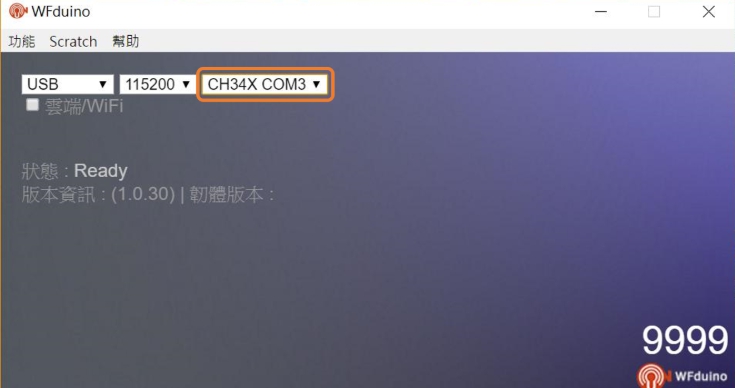 WFduino
功能 Scratch 幫助
USB 115200 CH34X COM3
雲端/WiFi
狀態 : Ready
版本資訊 : (1.0.30) | 韌體版本 :
9999
WFduino